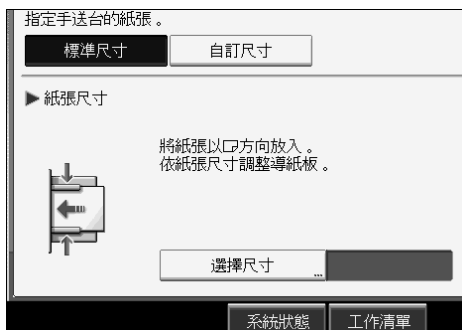 指定手送台的紙張。
標準尺寸 自訂尺寸
▶ 紙張尺寸
將紙張以方向放入。
依紙張尺寸調整導紙板。
選擇尺寸
系統狀態 工作清單